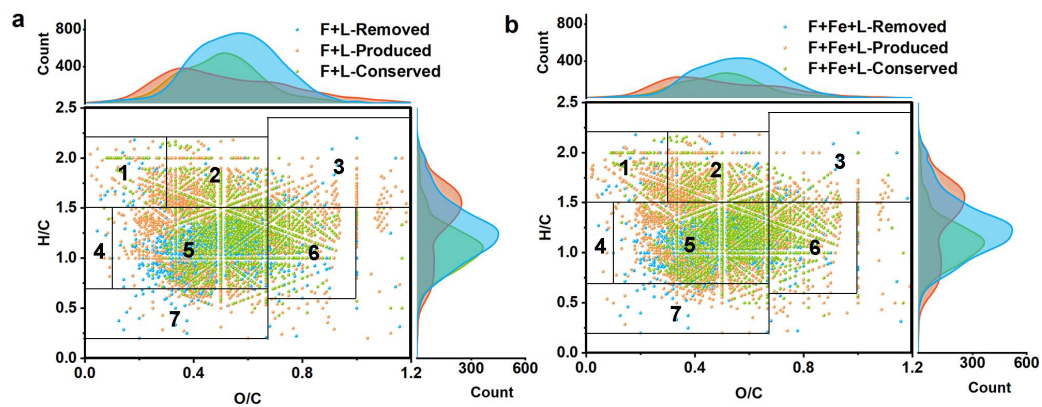 a
800
400
Count
F+L-Removed
F+L-Produced
F+L-Conserved
2.5
2.0
1.5
1.0
0.5
0.0
H/C
1
2
3
4
5
6
7
0.0
0.4
0.8
1.2
O/C
300
600
Count
b
800
400
Count
F+Fe+L-Removed
F+Fe+L-Produced
F+Fe+L-Conserved
2.5
2.0
1.5
1.0
0.5
0.0
H/C
1
2
3
4
5
6
7
0.0
0.4
0.8
1.2
O/C
300
600
Count